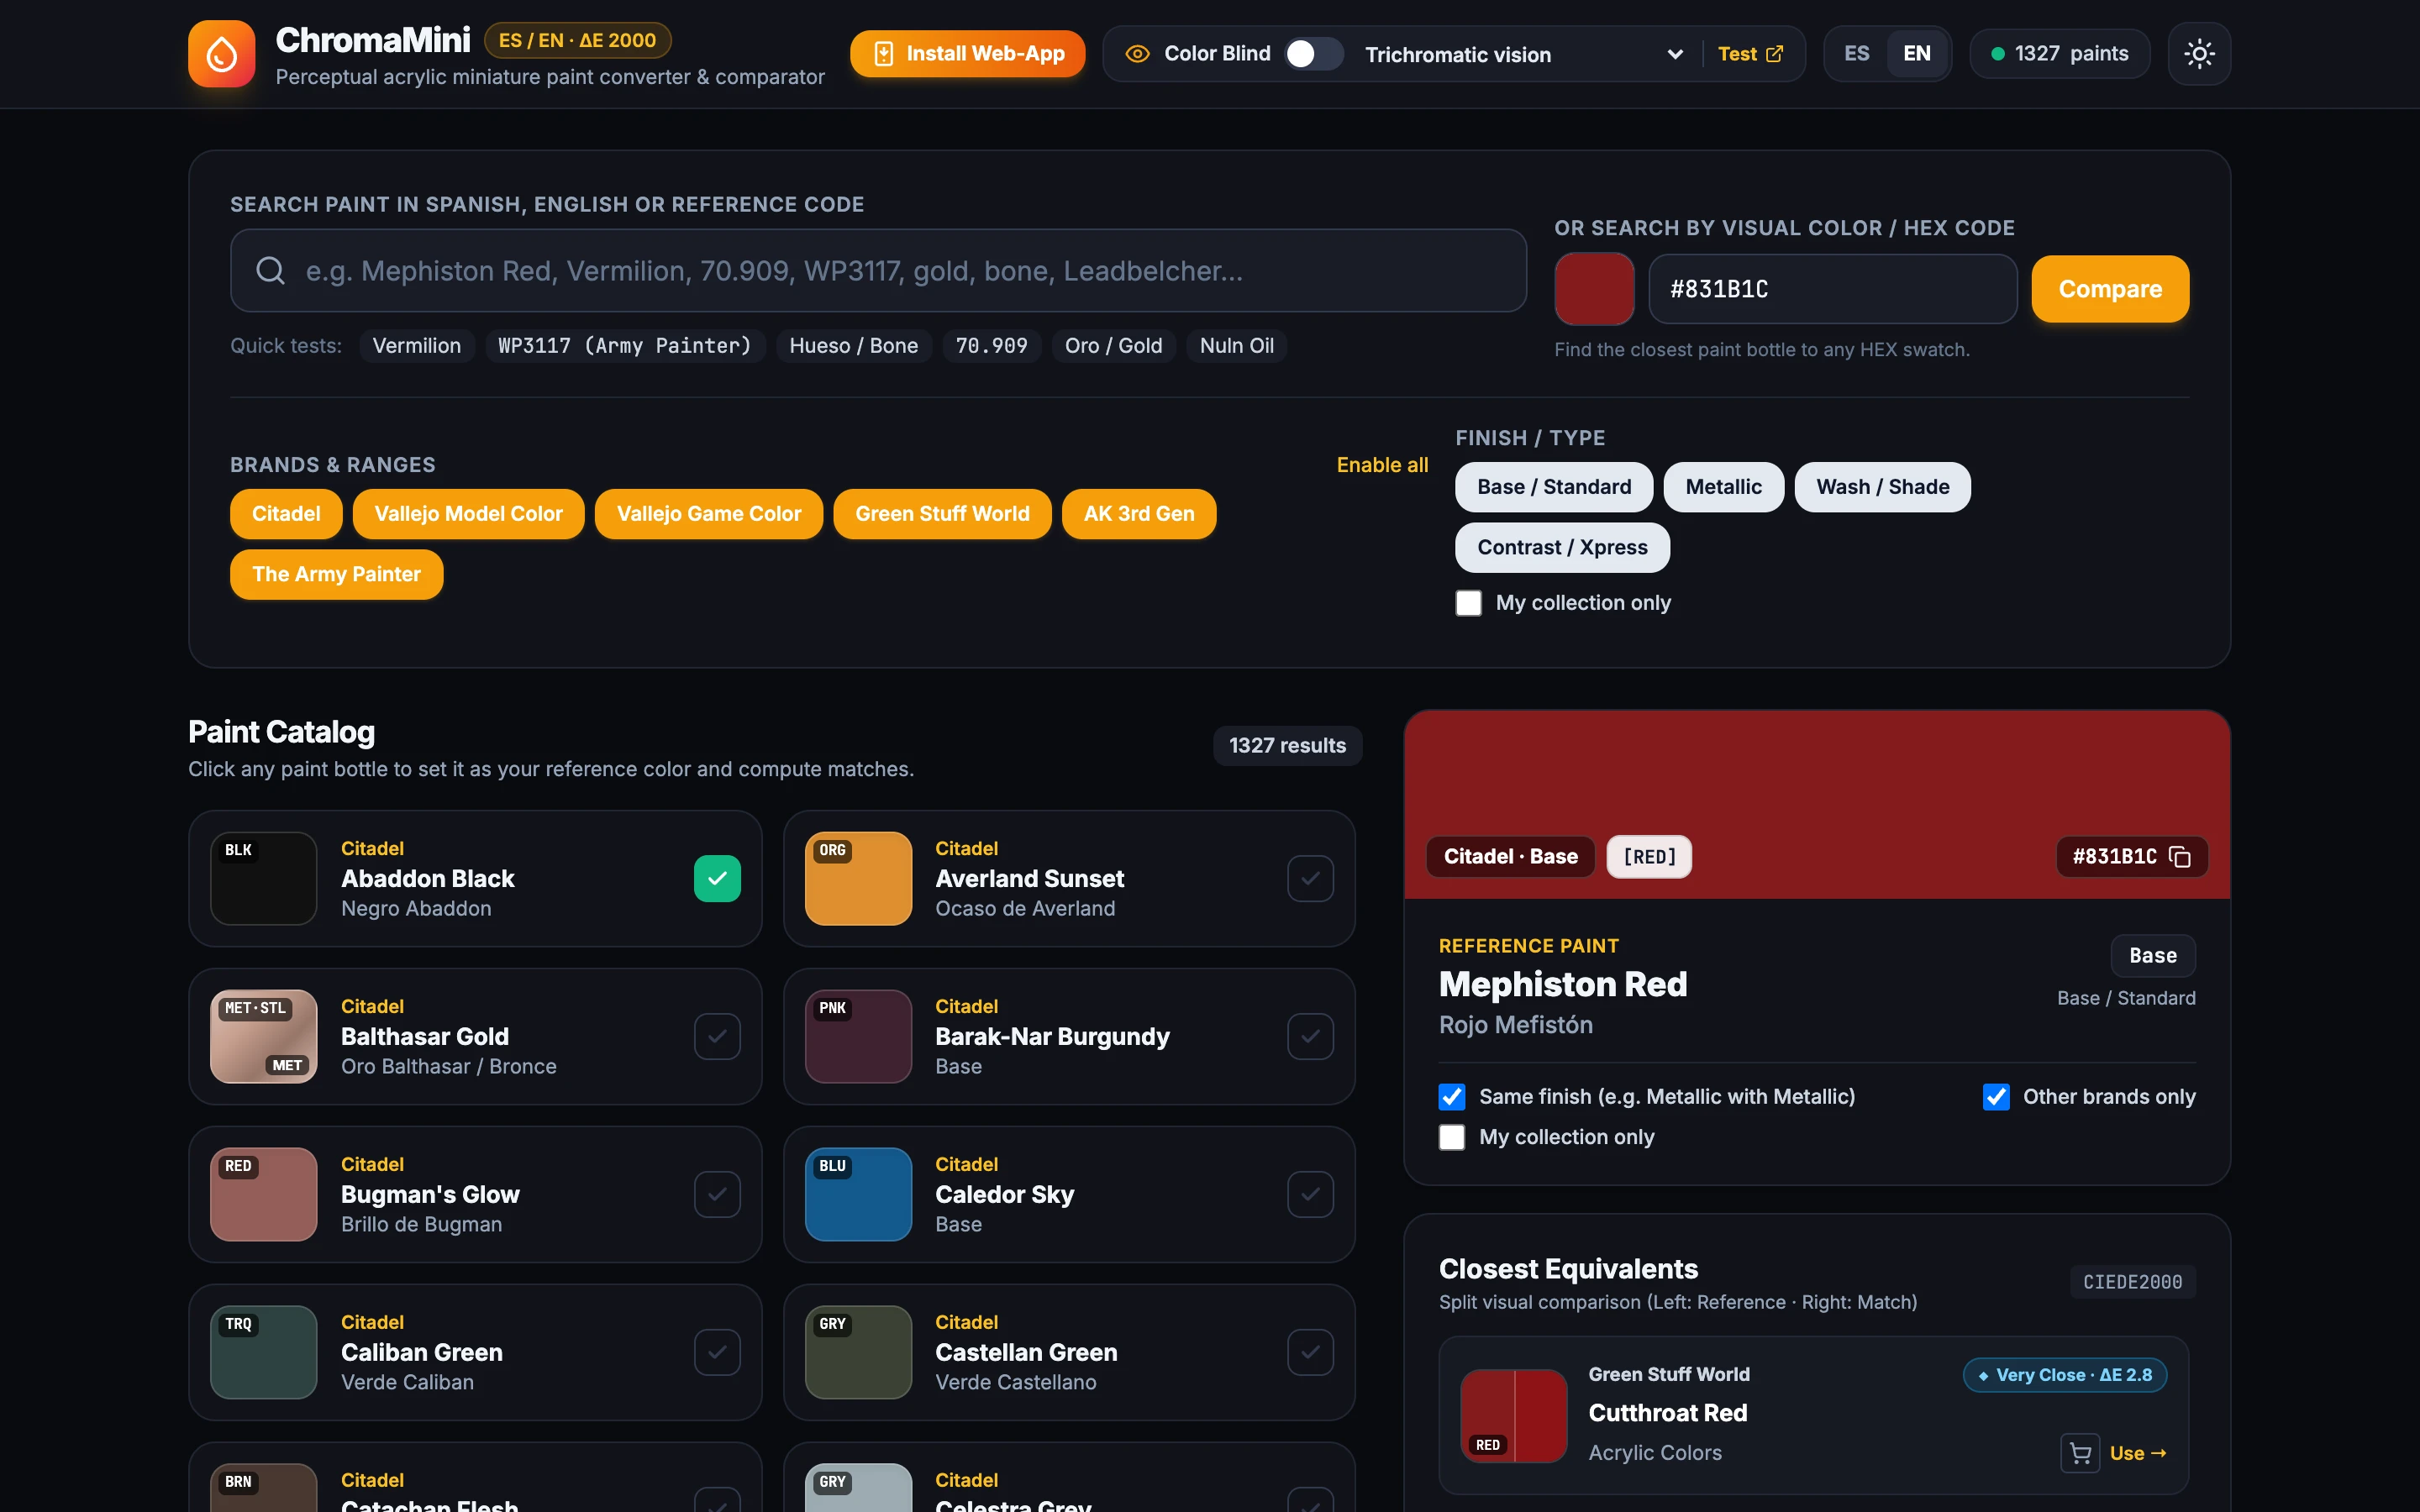 ChromaMini
ES / EN · ΔE 2000
Perceptual acrylic miniature paint converter & comparator
Install Web-App
Color Blind
Trichromatic vision
Test
ES
EN
1327 paints
SEARCH PAINT IN SPANISH, ENGLISH OR REFERENCE CODE
e.g. Mephiston Red, Vermilion, 70.909, WP3117, gold, bone, Leadbelcher...
Quick tests:
Vermilion
WP3117 (Army Painter)
Hueso / Bone
70.909
Oro / Gold
Nuln Oil
OR SEARCH BY VISUAL COLOR / HEX CODE
#831B1C
Compare
Find the closest paint bottle to any HEX swatch.
BRANDS & RANGES
Enable all
Citadel
Vallejo Model Color
Vallejo Game Color
Green Stuff World
AK 3rd Gen
The Army Painter
FINISH / TYPE
Base / Standard
Metallic
Wash / Shade
Contrast / Xpress
My collection only
Paint Catalog
Click any paint bottle to set it as your reference color and compute matches.
1327 results
BLK
Citadel
Abaddon Black
Negro Abaddon
ORG
Citadel
Averland Sunset
Ocaso de Averland
MET·STL
MET
Citadel
Balthasar Gold
Oro Balthasar / Bronce
PNK
Citadel
Barak-Nar Burgundy
Base
RED
Citadel
Bugman's Glow
Brillo de Bugman
BLU
Citadel
Caledor Sky
Base
TRQ
Citadel
Caliban Green
Verde Caliban
GRY
Citadel
Castellan Green
Verde Castellano
BRN
Citadel
Catachan Flesh
GRY
Citadel
Celestra Grey
Citadel · Base
[RED]
#831B1C
REFERENCE PAINT
Mephiston Red
Rojo Mefistón
Base
Base / Standard
Same finish (e.g. Metallic with Metallic)
Other brands only
My collection only
Closest Equivalents
Split visual comparison (Left: Reference · Right: Match)
CIEDE2000
RED
Green Stuff World
Cutthroat Red
Acrylic Colors
Very Close · ΔE 2.8
Use →